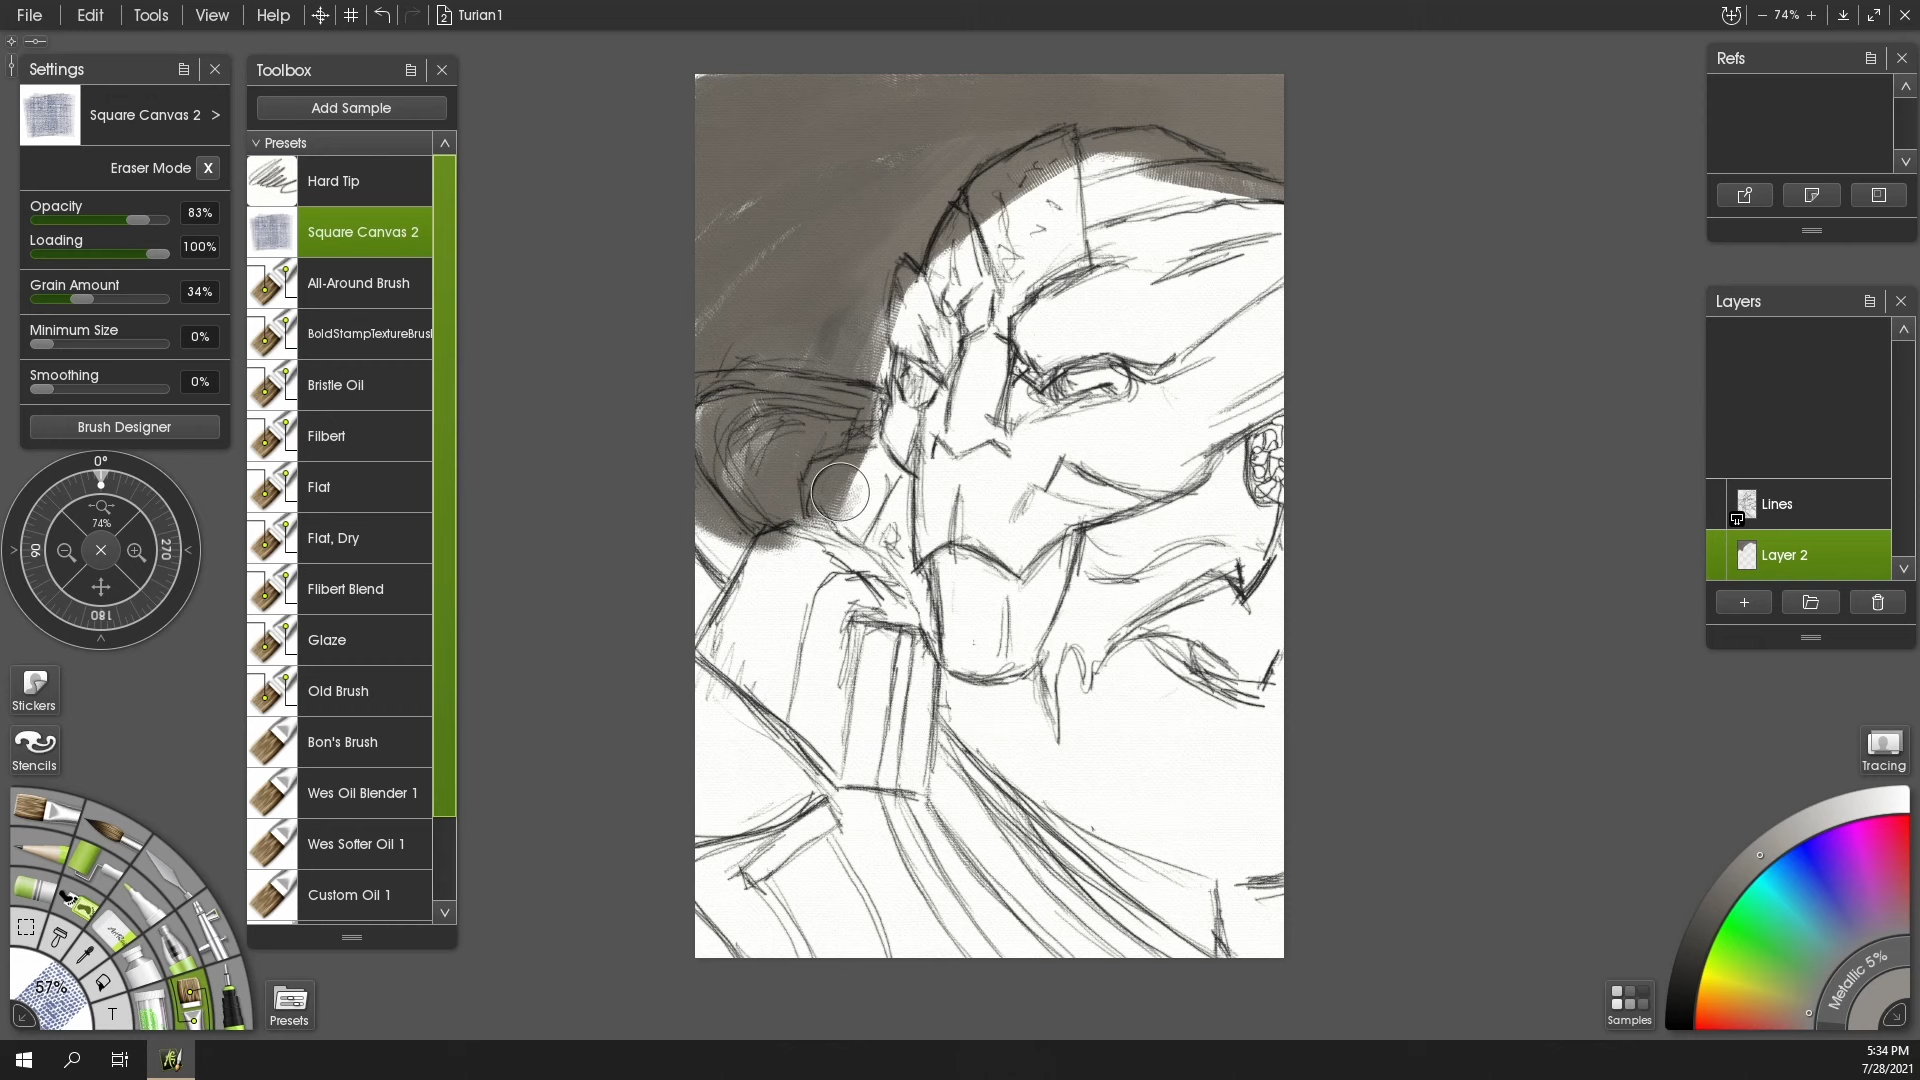 File
Edit
Tools
View
Help
2
Turian1
74%
Settings
Square Canvas 2 >
Eraser Mode X
Opacity
83%
Loading
100%
Grain Amount
34%
Minimum Size
0%
Smoothing
0%
Brush Designer
0°
74%
90
270
180
Stickers
Stencils
57%
T
Presets
Toolbox
Add Sample
Presets
Hard Tip
Square Canvas 2
All-Around Brush
BoldStampTextureBrush
Bristle Oil
Filbert
Flat
Flat, Dry
Flibert Blend
Glaze
Old Brush
Bon's Brush
Wes Oil Blender 1
Wes Softer Oil 1
Custom Oil 1
Refs
Layers
Lines
Layer 2
Tracing
Metallic 5%
Samples
5:34 PM
7/28/2021